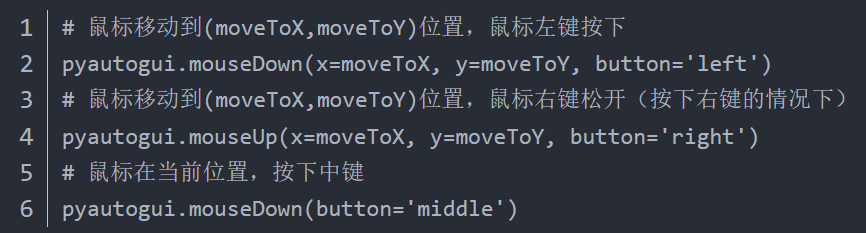 1 # 鼠标移动到(moveToX,moveToY)位置，鼠标左键按下
2 pyautogui.mouseDown(x=moveToX, y=moveToY, button='left')
3 # 鼠标移动到(moveToX,moveToY)位置，鼠标右键松开（按下右键的情况下）
4 pyautogui.mouseUp(x=moveToX, y=moveToY, button='right')
5 # 鼠标在当前位置，按下中键
6 pyautogui.mouseDown(button='middle')